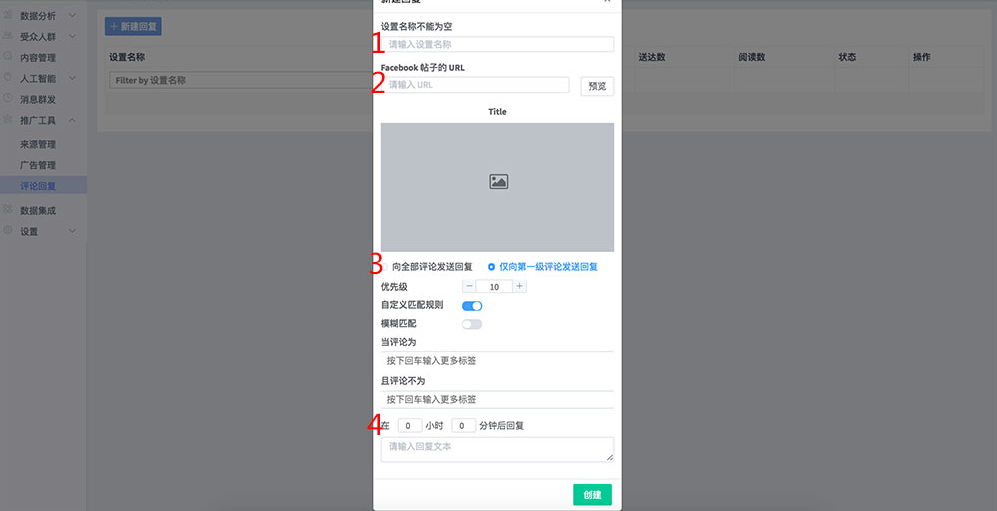 数据分析
受众人群
内容管理
人工智能
消息群发
推广工具
来源管理
广告管理
评论回复
数据集成
设置
+ 新建回复
设置名称
Filter by 设置名称
送达数
阅读数
状态
操作
新建回复
设置名称不能为空
1
请输入设置名称
Facebook 帖子的 URL
2
请输入 URL
预览
Title
3
向全部评论发送回复
仅向第一级评论发送回复
优先级
− 10 +
自定义匹配规则
模糊匹配
当评论为
按下回车输入更多标签
且评论不为
按下回车输入更多标签
4
在 0 小时 0 分钟后回复
请输入回复文本
创建